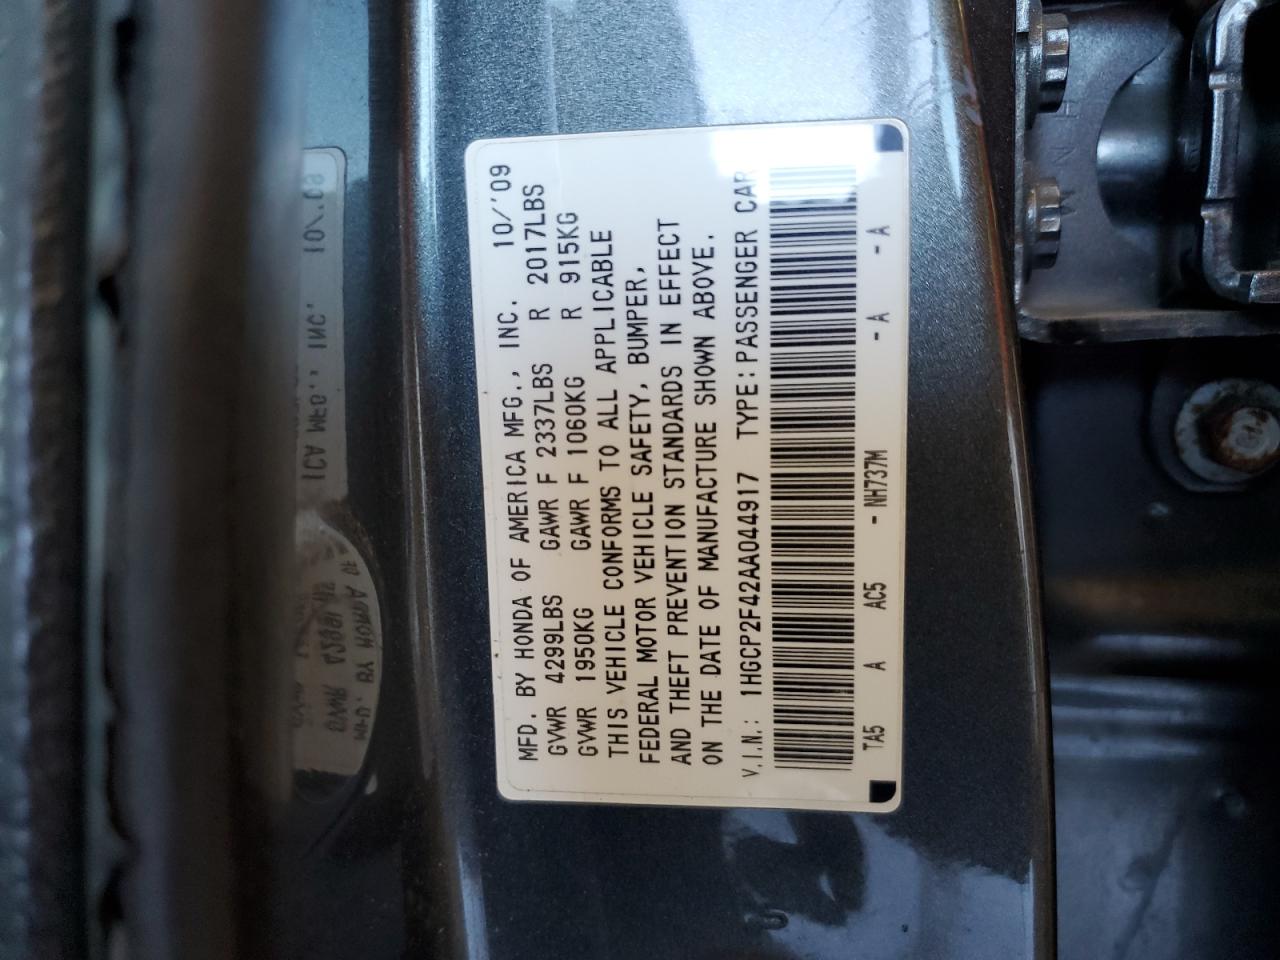 MFD. BY HONDA OF AMERICA MFG., INC. 10/'09
GVWR 4299LBS GAWR F 2337LBS R 2017LBS
GVWR 1950KG GAWR F 1060KG R 915KG
THIS VEHICLE CONFORMS TO ALL APPLICABLE
FEDERAL MOTOR VEHICLE SAFETY, BUMPER,
AND THEFT PREVENTION STANDARDS IN EFFECT
ON THE DATE OF MANUFACTURE SHOWN ABOVE.
V.I.N.: 1HGCP2F42AA044917 TYPE:PASSENGER CAR
TA5 A AC5 - NH737M - A - A
H N M